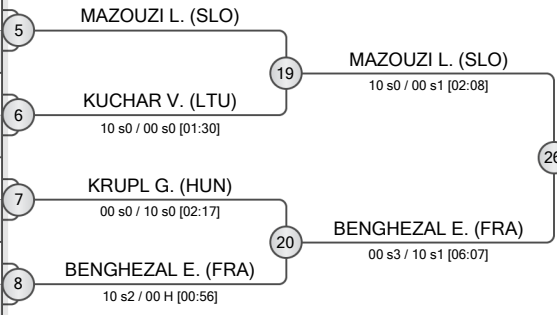 5
MAZOUZI L. (SLO)
19
MAZOUZI L. (SLO)
10 s0 / 00 s1 [02:08]
6
KUCHAR V. (LTU)
10 s0 / 00 s0 [01:30]
26
7
KRUPL G. (HUN)
00 s0 / 10 s0 [02:17]
20
BENGHEZAL E. (FRA)
00 s3 / 10 s1 [06:07]
8
BENGHEZAL E. (FRA)
10 s2 / 00 H [00:56]